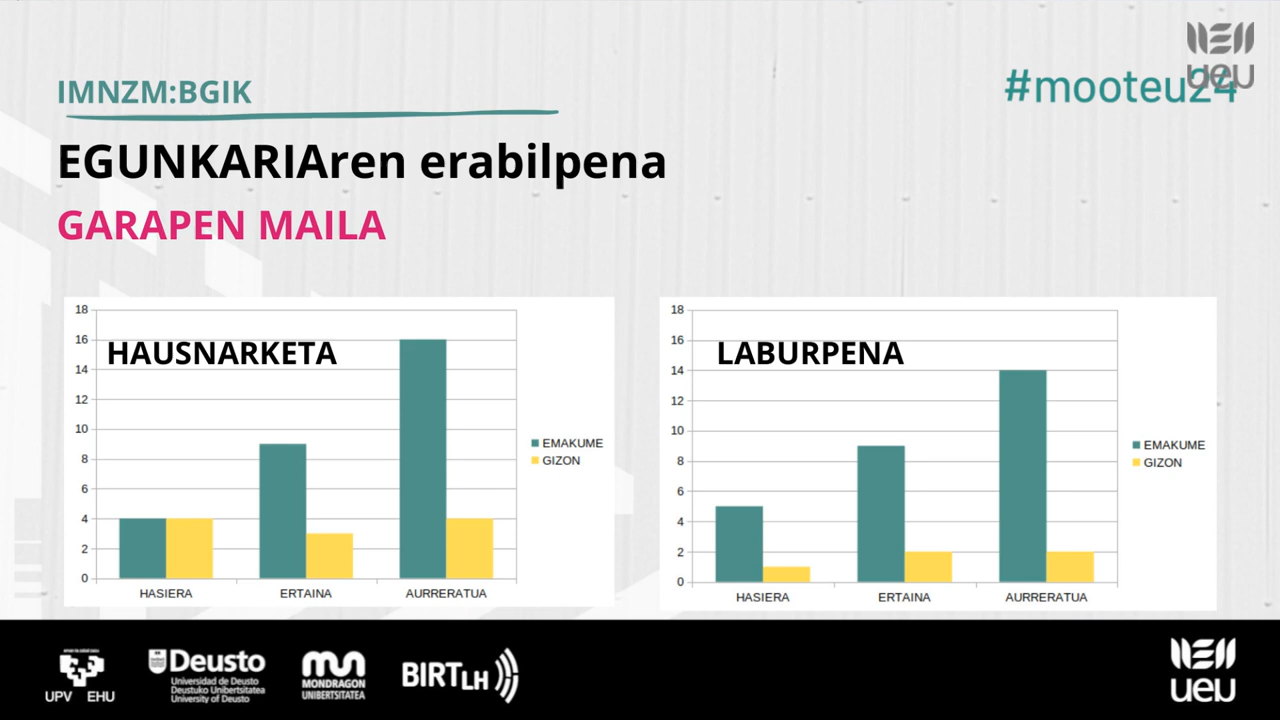 IMNZM:BGIK
#mooteu24
ueu
EGUNKARIAren erabilpena
GARAPEN MAILA
HAUSNARKETA
18
16
14
12
10
8
6
4
2
0
HASIERA ERTAINA AURRERATUA
EMAKUME
GIZON
LABURPENA
18
16
14
12
10
8
6
4
2
0
HASIERA ERTAINA AURRERATUA
EMAKUME
GIZON
UPV EHU
Deusto
Universidad de Deusto
Deustuko Unibertsitatea
University of Deusto
MONDRAGON
UNIBERTSITATEA
BIRT LH
ueu